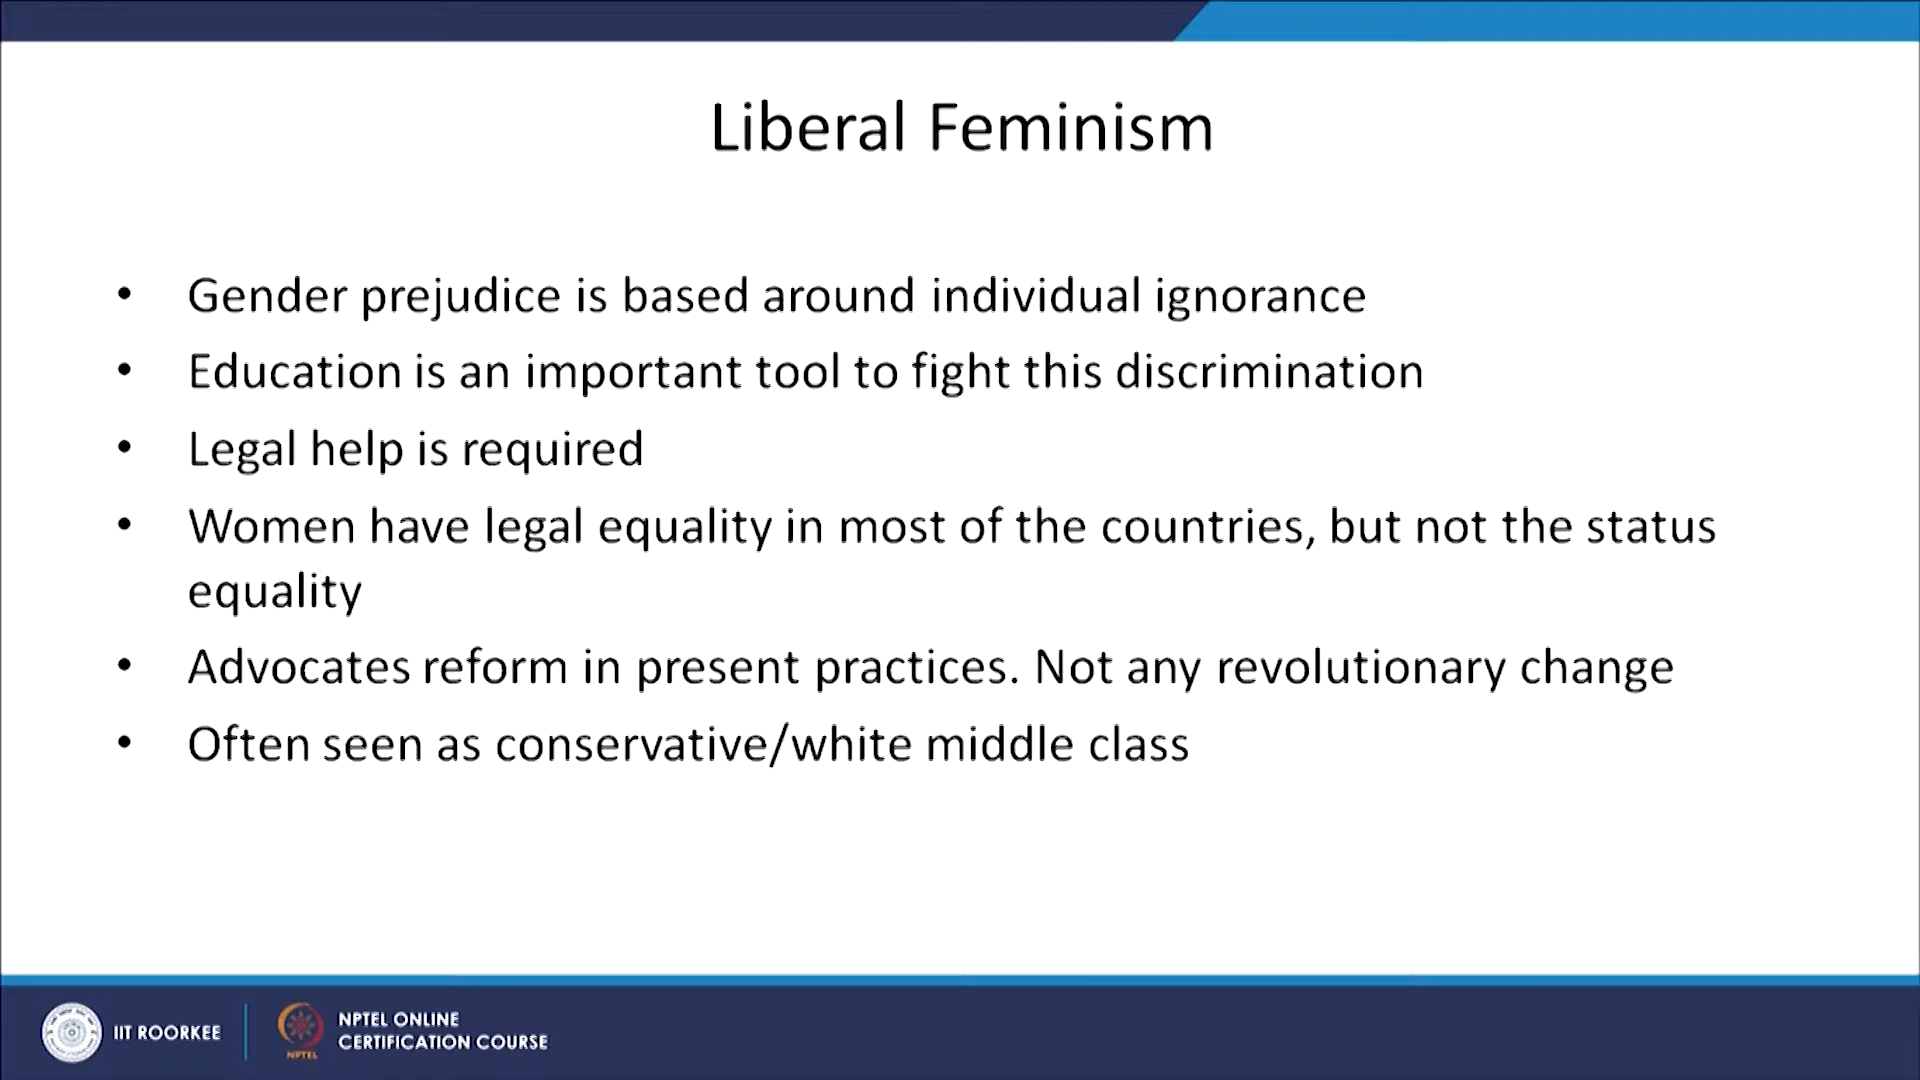 Liberal Feminism
• Gender prejudice is based around individual ignorance
• Education is an important tool to fight this discrimination
• Legal help is required
• Women have legal equality in most of the countries, but not the status
equality
• Advocates reform in present practices. Not any revolutionary change
• Often seen as conservative/white middle class
IIT ROORKEE
NPTEL
NPTEL ONLINE
CERTIFICATION COURSE